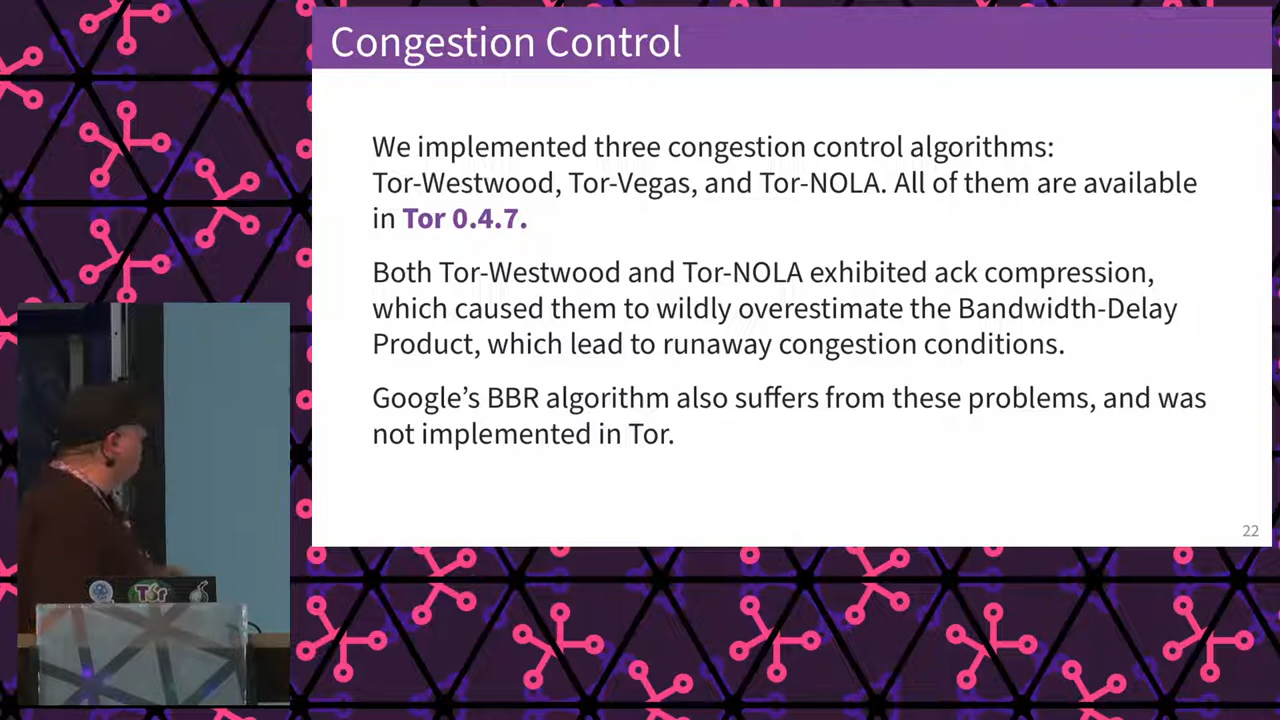 Congestion Control
We implemented three congestion control algorithms:
Tor-Westwood, Tor-Vegas, and Tor-NOLA. All of them are available
in Tor 0.4.7.
Both Tor-Westwood and Tor-NOLA exhibited ack compression,
which caused them to wildly overestimate the Bandwidth-Delay
Product, which lead to runaway congestion conditions.
Google’s BBR algorithm also suffers from these problems, and was
not implemented in Tor.
22
Tor